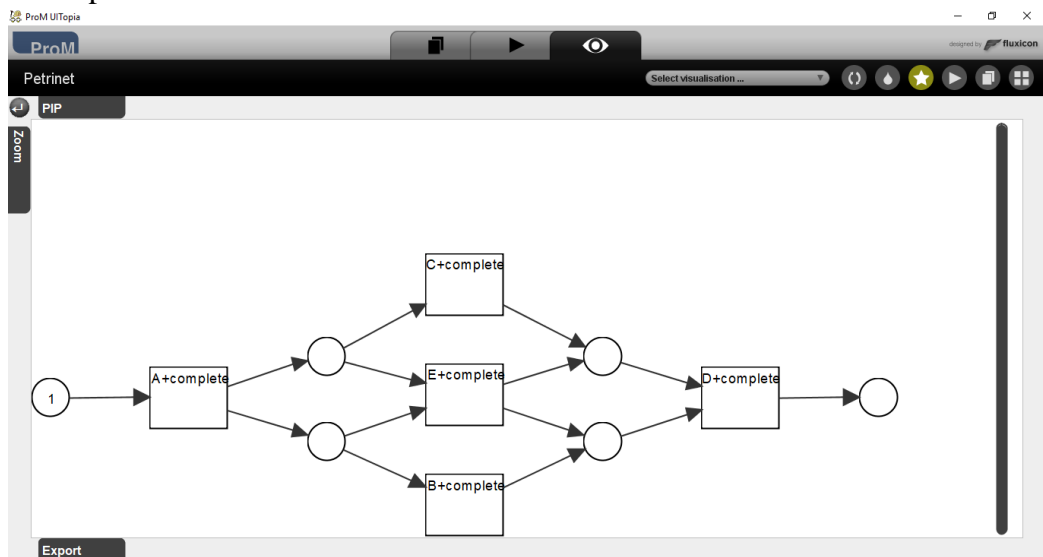 ProM UITopia
ProM
designed by fluxicon
Petrinet
Select visualisation ...
PIP
Zoom
C+complete
A+complete
E+complete
D+complete
1
B+complete
Export